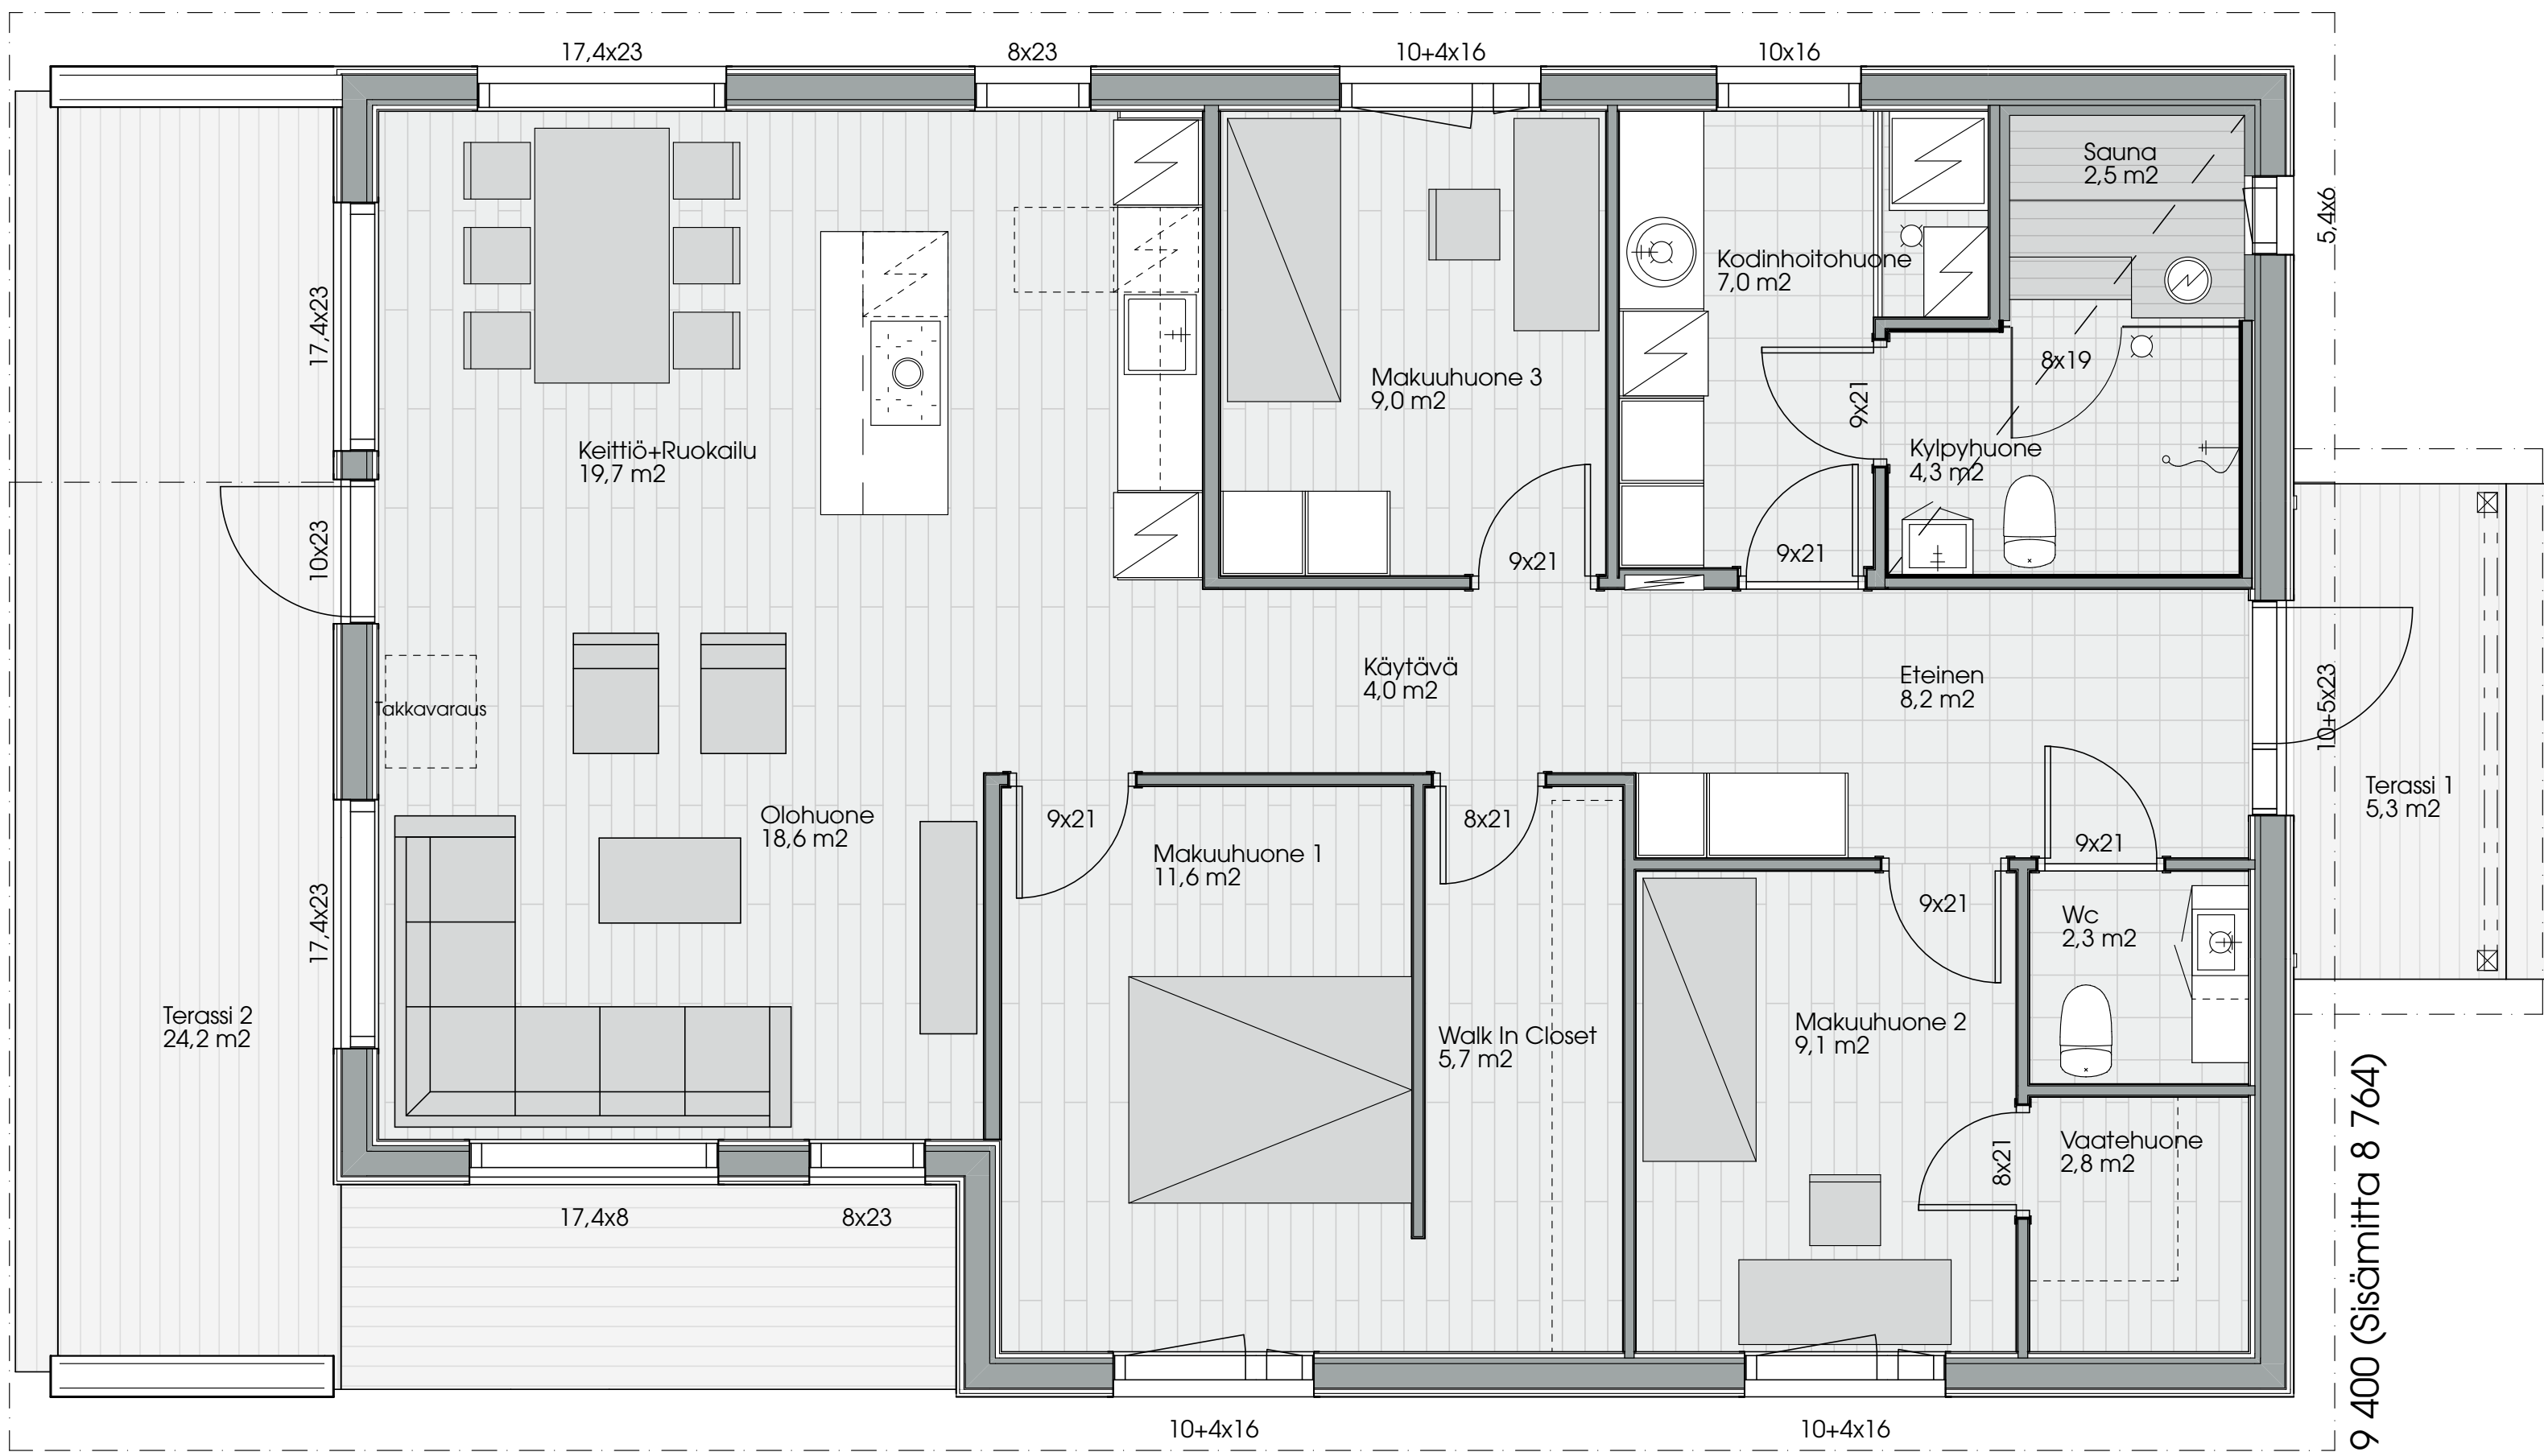 17,4x23
8x23
10+4x16
10x16
Sauna
2,5 m2
5,4x6
Kodinhoitohuone
7,0 m2
17,4x23
8x19
Makuuhuone 3
9,0 m2
9x21
Keittiö+Ruokailu
19,7 m2
Kylpyhuone
4,3 m2
10x23
9x21
9x21
Käytävä
4,0 m2
Eteinen
8,2 m2
Takkavaraus
10+5x23
Terassi 1
5,3 m2
Olohuone
18,6 m2
9x21
8x21
9x21
Makuuhuone 1
11,6 m2
9x21
17,4x23
Wc
2,3 m2
Terassi 2
24,2 m2
Walk In Closet
5,7 m2
Makuuhuone 2
9,1 m2
8x21
Vaatehuone
2,8 m2
17,4x8
8x23
9 400 (Sisämitta 8 764)
10+4x16
10+4x16